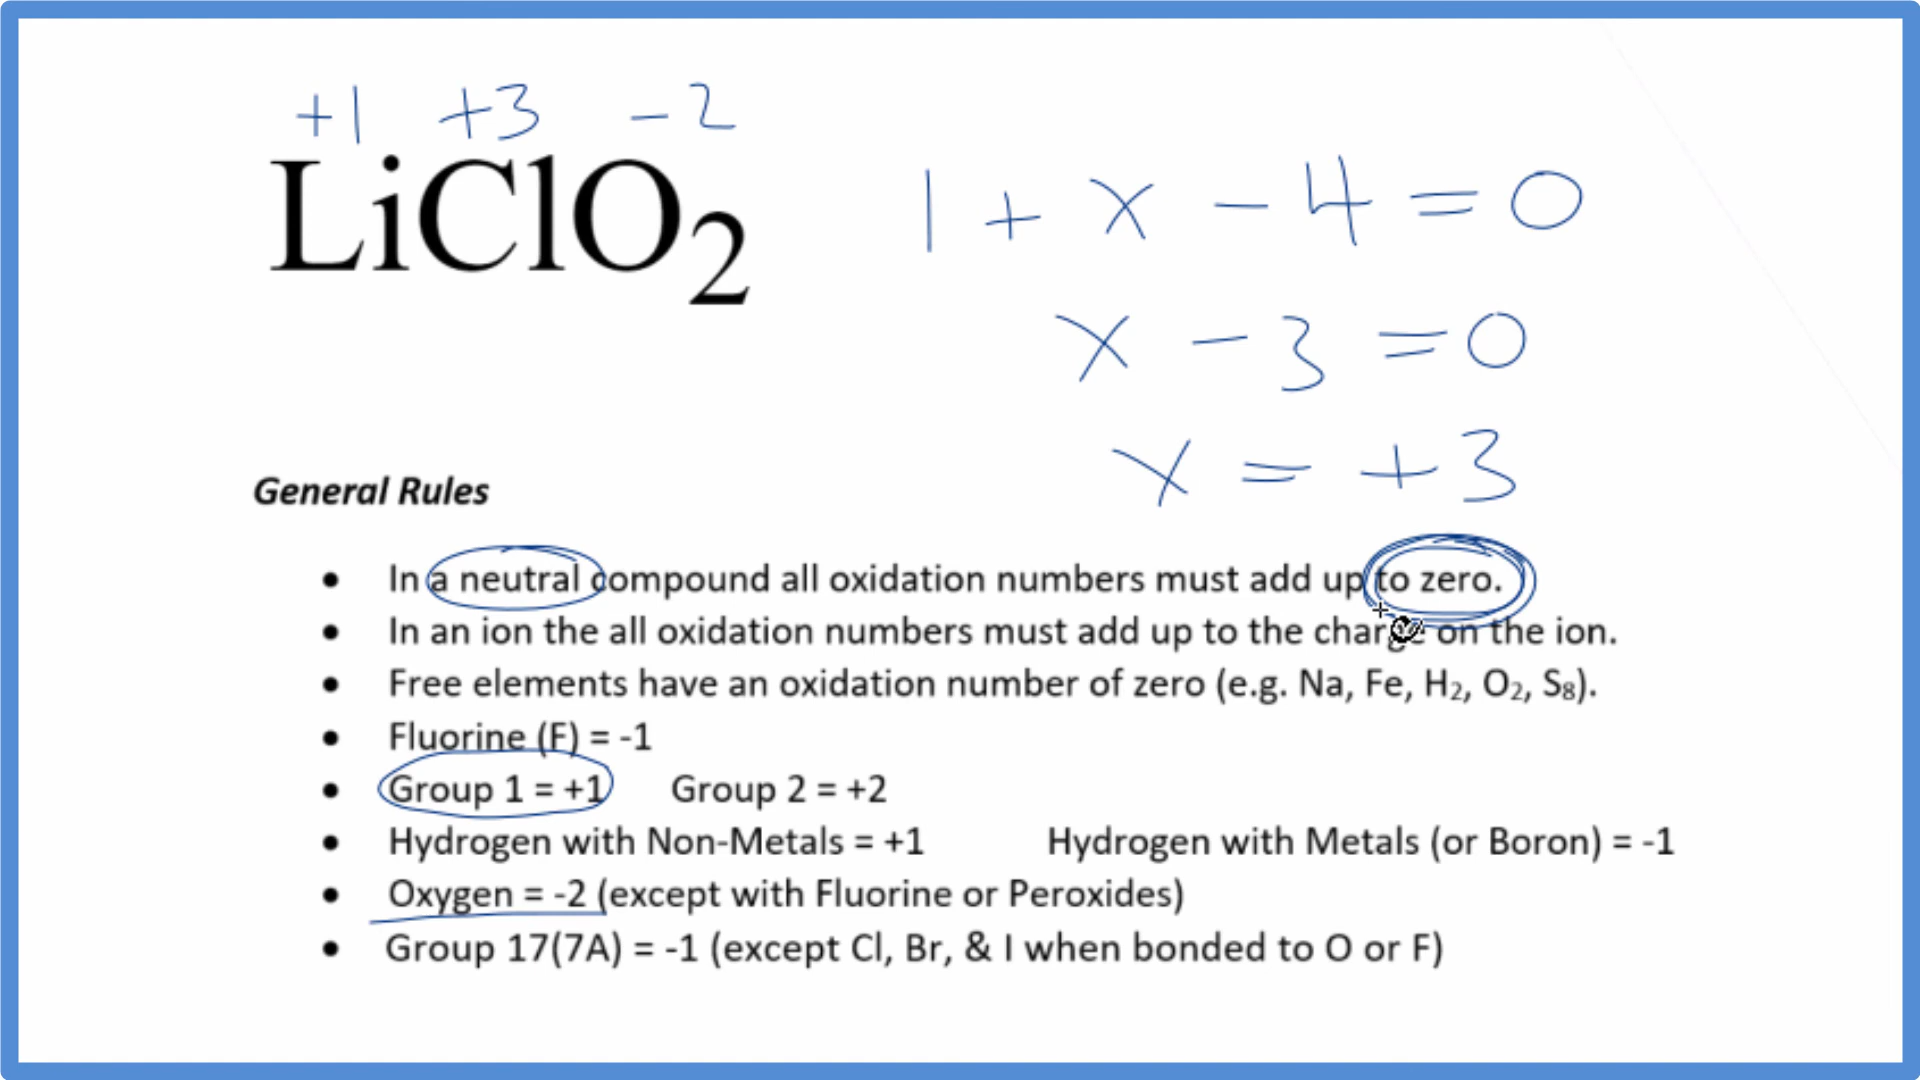 +1 +3 -2
LiClO₂
1 + x - 4 = 0
x - 3 = 0
x = +3
General Rules
• In a neutral compound all oxidation numbers must add up to zero.
• In an ion the all oxidation numbers must add up to the charge on the ion.
• Free elements have an oxidation number of zero (e.g. Na, Fe, H₂, O₂, S₈).
• Fluorine (F) = -1
• Group 1 = +1 Group 2 = +2
• Hydrogen with Non-Metals = +1 Hydrogen with Metals (or Boron) = -1
• Oxygen = -2 (except with Fluorine or Peroxides)
• Group 17(7A) = -1 (except Cl, Br, & I when bonded to O or F)